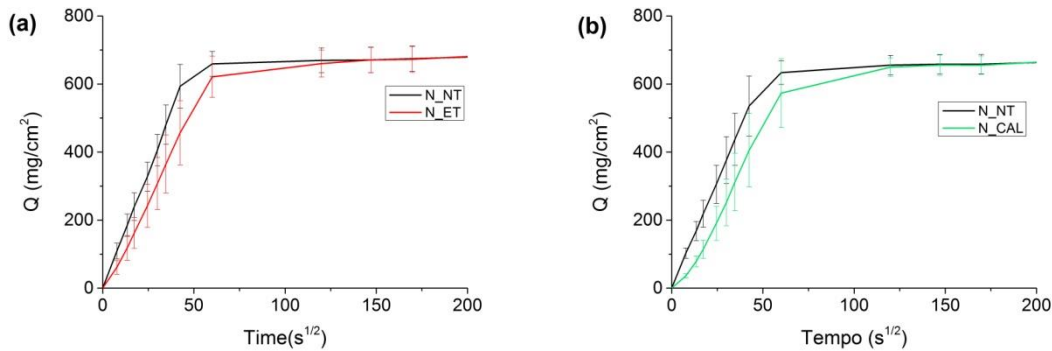 (a)
800
600
400
200
0
Q (mg/cm²)
N_NT
N_ET
0 50 100 150 200
Time(s^{1/2})
(b)
800
600
400
200
0
Q (mg/cm²)
N_NT
N_CAL
0 50 100 150 200
Tempo (s^{1/2})